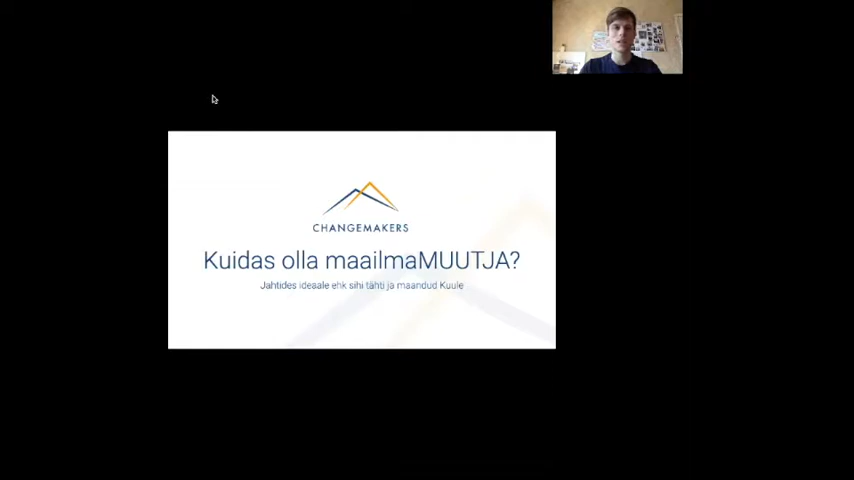 CHANGEMAKERS
Kuidas olla maailmaMUUTJA?
Jahtides ideaale ehk sihi tähti ja maandud Kuule